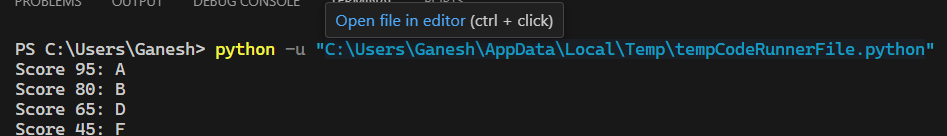 PROBLEMS OUTPUT DEBUG CONSOLE
Open file in editor (ctrl + click)
PS C:\Users\Ganesh> python -u "C:\Users\Ganesh\AppData\Local\Temp\tempCodeRunnerFile.python"
Score 95: A
Score 80: B
Score 65: D
Score 45: F